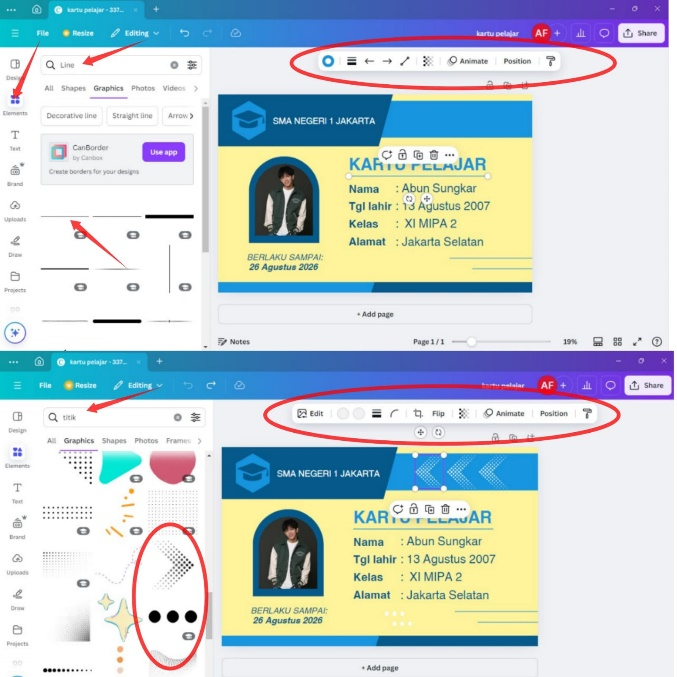 kartu pelajar - 337...
File
Resize
Editing
kartu pelajar
AF
Share
Design
Elements
Text
Brand
Uploads
Draw
Projects
Line
All Shapes Graphics Photos Videos
Decorative line Straight line Arrow
CanBorder
by Canbox
Use app
Create borders for your designs
Animate
Position
SMA NEGERI 1 JAKARTA
KARTU PELAJAR
Nama : Abun Sungkar
Tgl lahir : 13 Agustus 2007
Kelas : XI MIPA 2
Alamat : Jakarta Selatan
BERLAKU SAMPAI:
26 Agustus 2026
+ Add page
Notes
Page 1 / 1
19%
kartu pelajar - 337...
File
Resize
Editing
kartu pelajar
AF
Share
Design
Elements
Text
Brand
Uploads
Draw
Projects
titik
All Graphics Shapes Photos Frames
Edit
Flip
Animate
Position
SMA NEGERI 1 JAKARTA
KARTU PELAJAR
Nama : Abun Sungkar
Tgl lahir : 13 Agustus 2007
Kelas : XI MIPA 2
Alamat : Jakarta Selatan
BERLAKU SAMPAI:
26 Agustus 2026
+ Add page